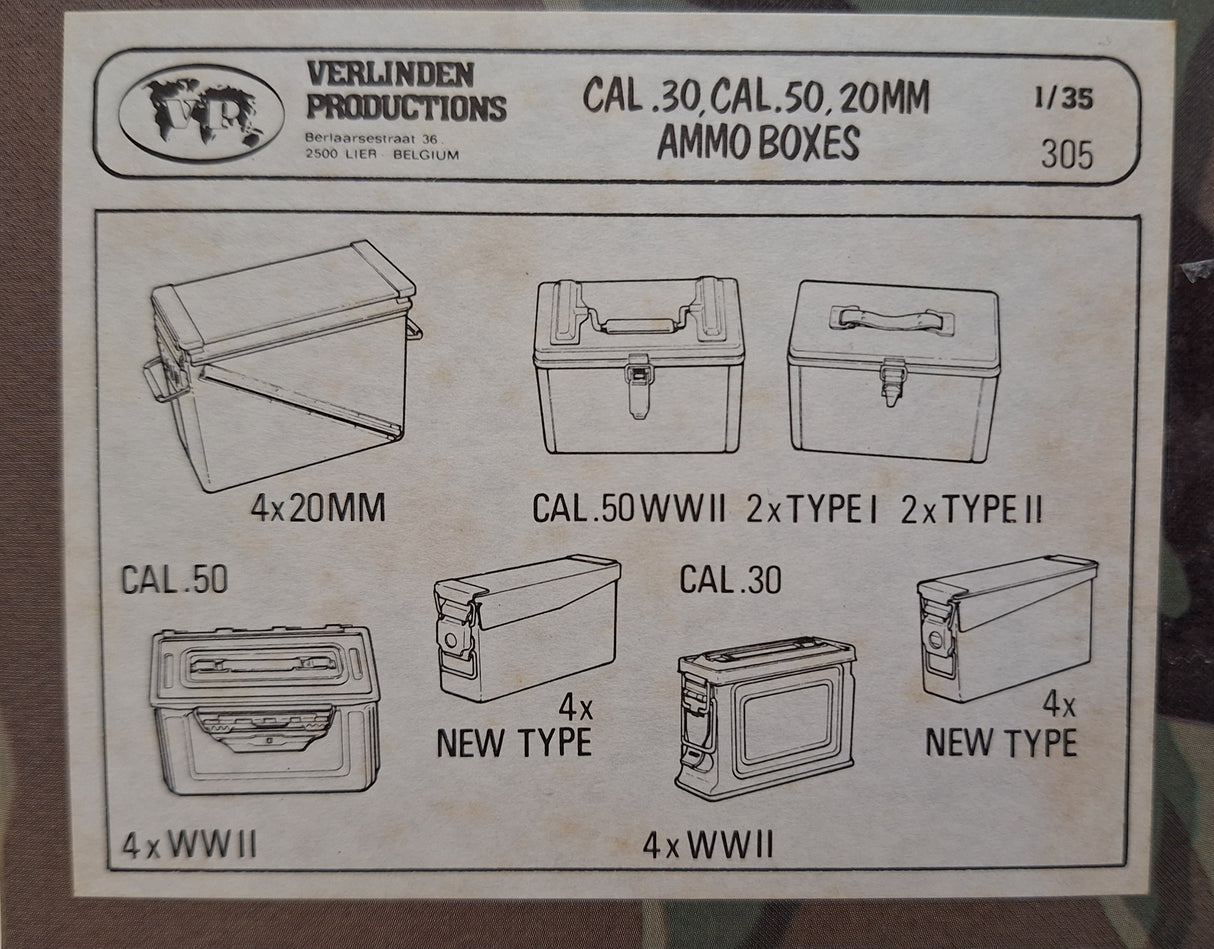 VP
VERLINDEN
PRODUCTIONS
Berlaarsestraat 36.
2500 LIER - BELGIUM
CAL.30, CAL.50, 20MM
AMMO BOXES
1/35
305
4x20MM
CAL.50 WWII 2xTYPE I 2xTYPE II
CAL.50
CAL.30
4x
NEW TYPE
4x
NEW TYPE
4xWWII
4xWWII